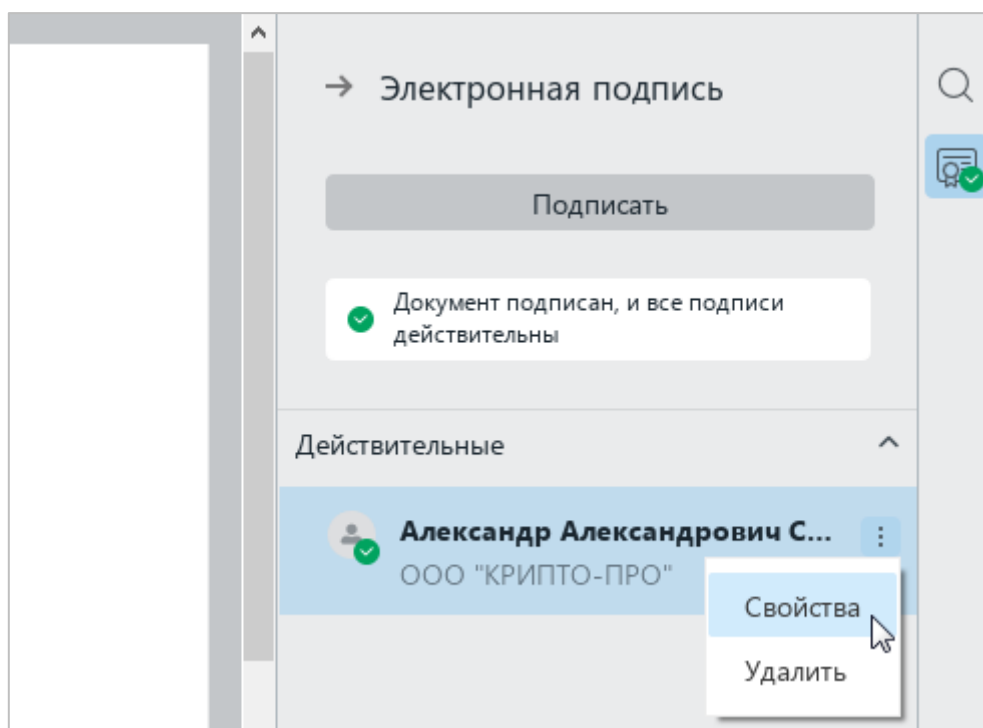 Электронная подпись
Подписать
Документ подписан, и все подписи
действительны
Действительные
Александр Александрович С...
ООО "КРИПТО-ПРО"
Свойства
Удалить